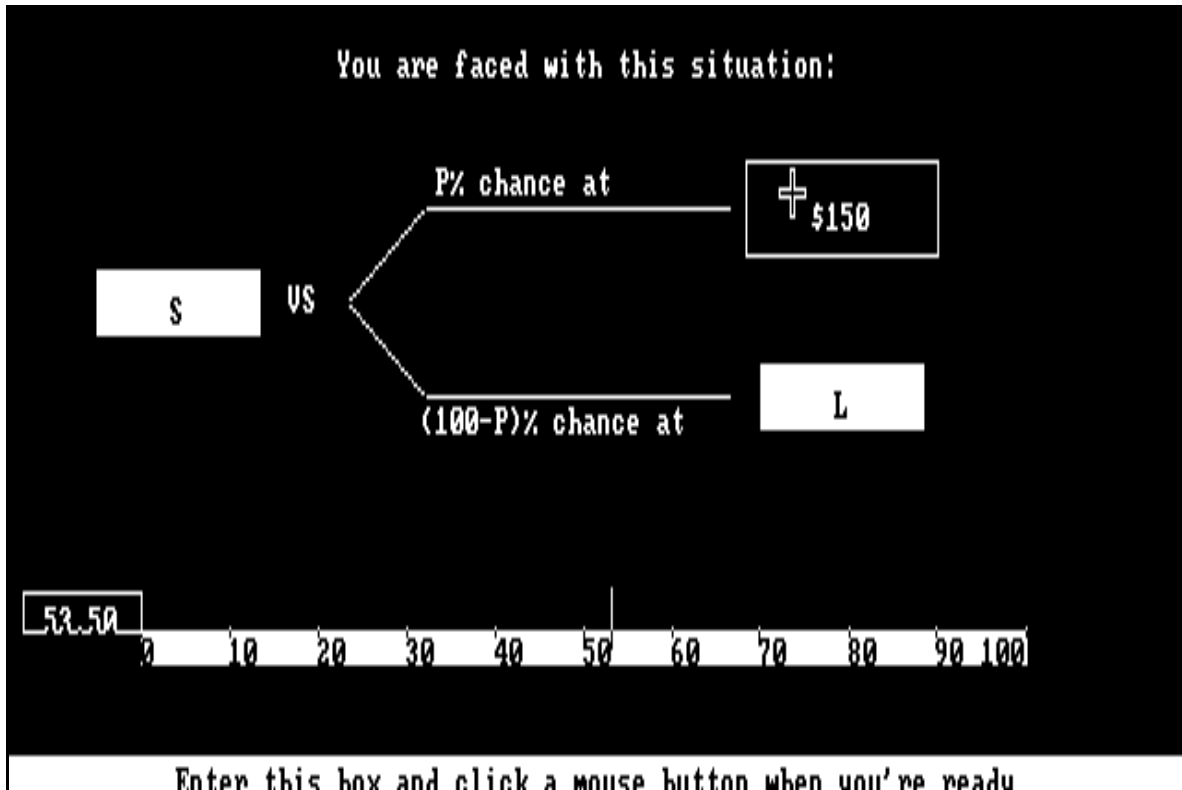 You are faced with this situation:
P% chance at
$150
S
VS
(100-P)% chance at
L
53.50
0 10 20 30 40 50 60 70 80 90 100
Enter this box and click a mouse button when you're ready